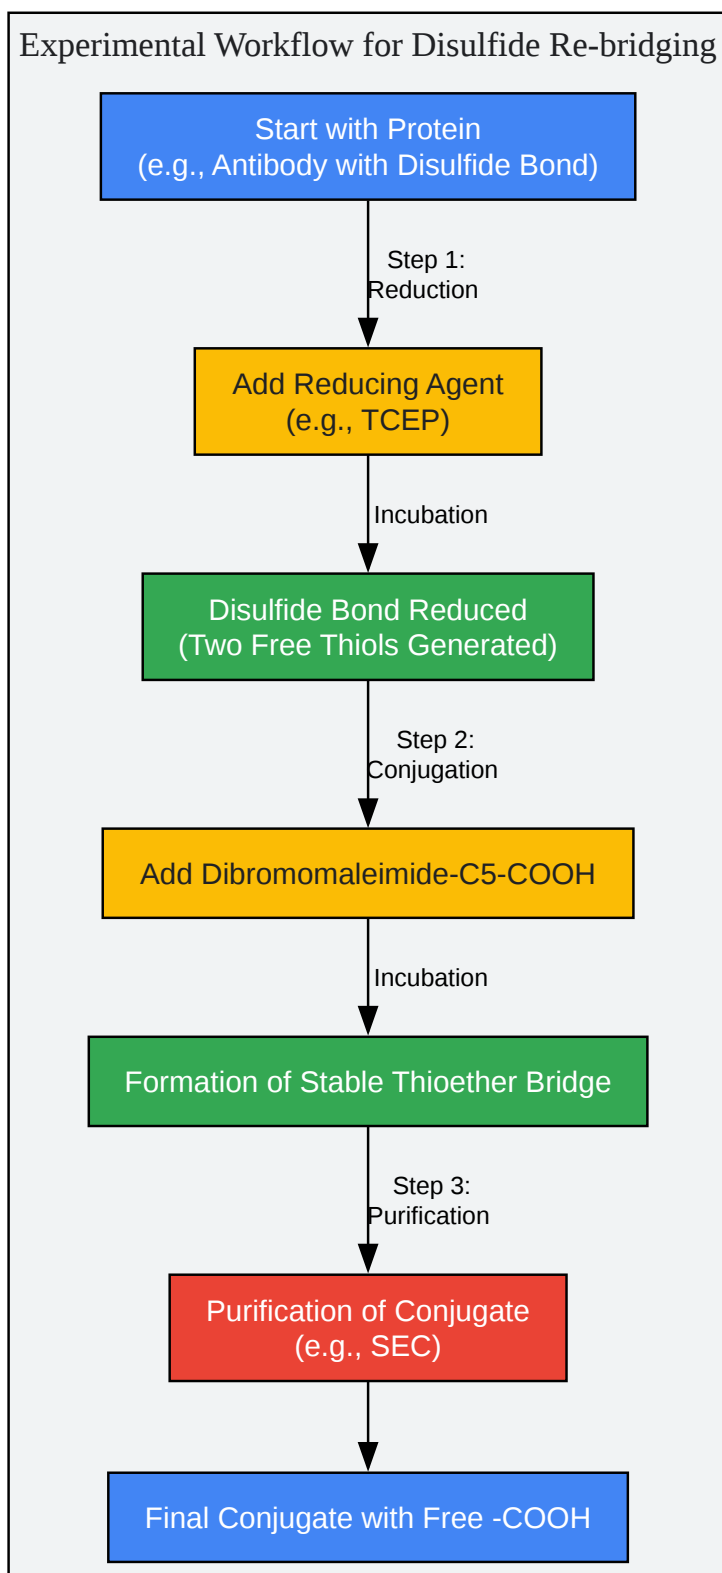 Experimental Workflow for Disulfide Re-bridging
Start with Protein
(e.g., Antibody with Disulfide Bond)
Step 1:
Reduction
Add Reducing Agent
(e.g., TCEP)
Incubation
Disulfide Bond Reduced
(Two Free Thiols Generated)
Step 2:
Conjugation
Add Dibromomaleimide-C5-COOH
Incubation
Formation of Stable Thioether Bridge
Step 3:
Purification
Purification of Conjugate
(e.g., SEC)
Final Conjugate with Free -COOH